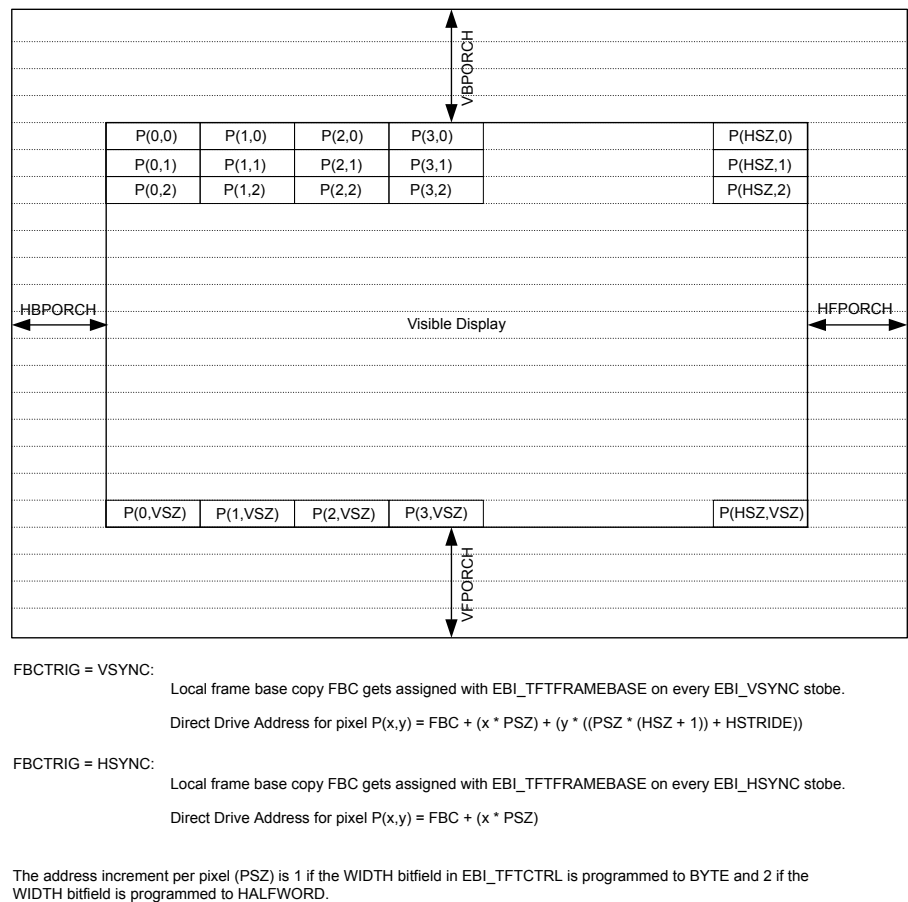 VBPORCH
P(0,0) P(1,0) P(2,0) P(3,0) P(HSZ,0)
P(0,1) P(1,1) P(2,1) P(3,1) P(HSZ,1)
P(0,2) P(1,2) P(2,2) P(3,2) P(HSZ,2)
HBPORCH
Visible Display
HFPORCH
P(0,VSZ) P(1,VSZ) P(2,VSZ) P(3,VSZ) P(HSZ,VSZ)
VFPORCH
FBCTRIG = VSYNC:
Local frame base copy FBC gets assigned with EBI_TFTFRAMEBASE on every EBI_VSYNC stobe.
Direct Drive Address for pixel P(x,y) = FBC + (x * PSZ) + (y * ((PSZ * (HSZ + 1)) + HSTRIDE))
FBCTRIG = HSYNC:
Local frame base copy FBC gets assigned with EBI_TFTFRAMEBASE on every EBI_HSYNC stobe.
Direct Drive Address for pixel P(x,y) = FBC + (x * PSZ)
The address increment per pixel (PSZ) is 1 if the WIDTH bitfield in EBI_TFTCTRL is programmed to BYTE and 2 if the
WIDTH bitfield is programmed to HALFWORD.